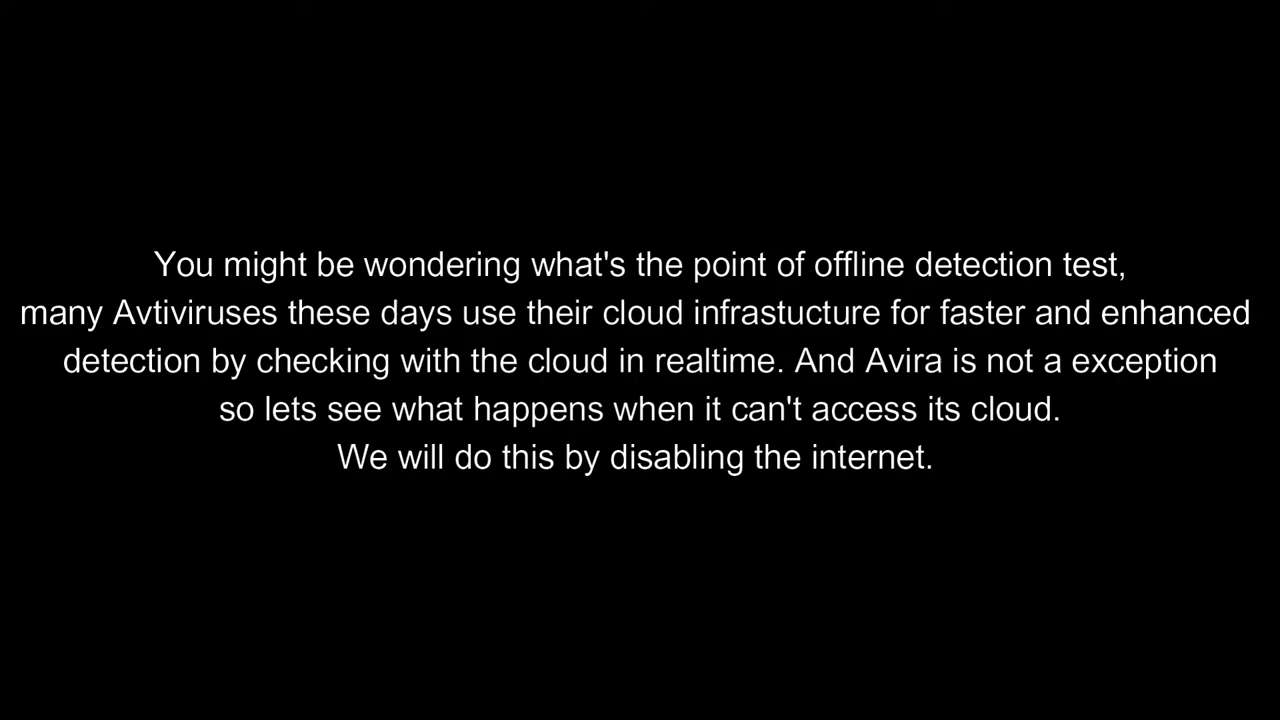 You might be wondering what's the point of offline detection test,
many Avtiviruses these days use their cloud infrastucture for faster and enhanced
detection by checking with the cloud in realtime. And Avira is not a exception
so lets see what happens when it can't access its cloud.
We will do this by disabling the internet.